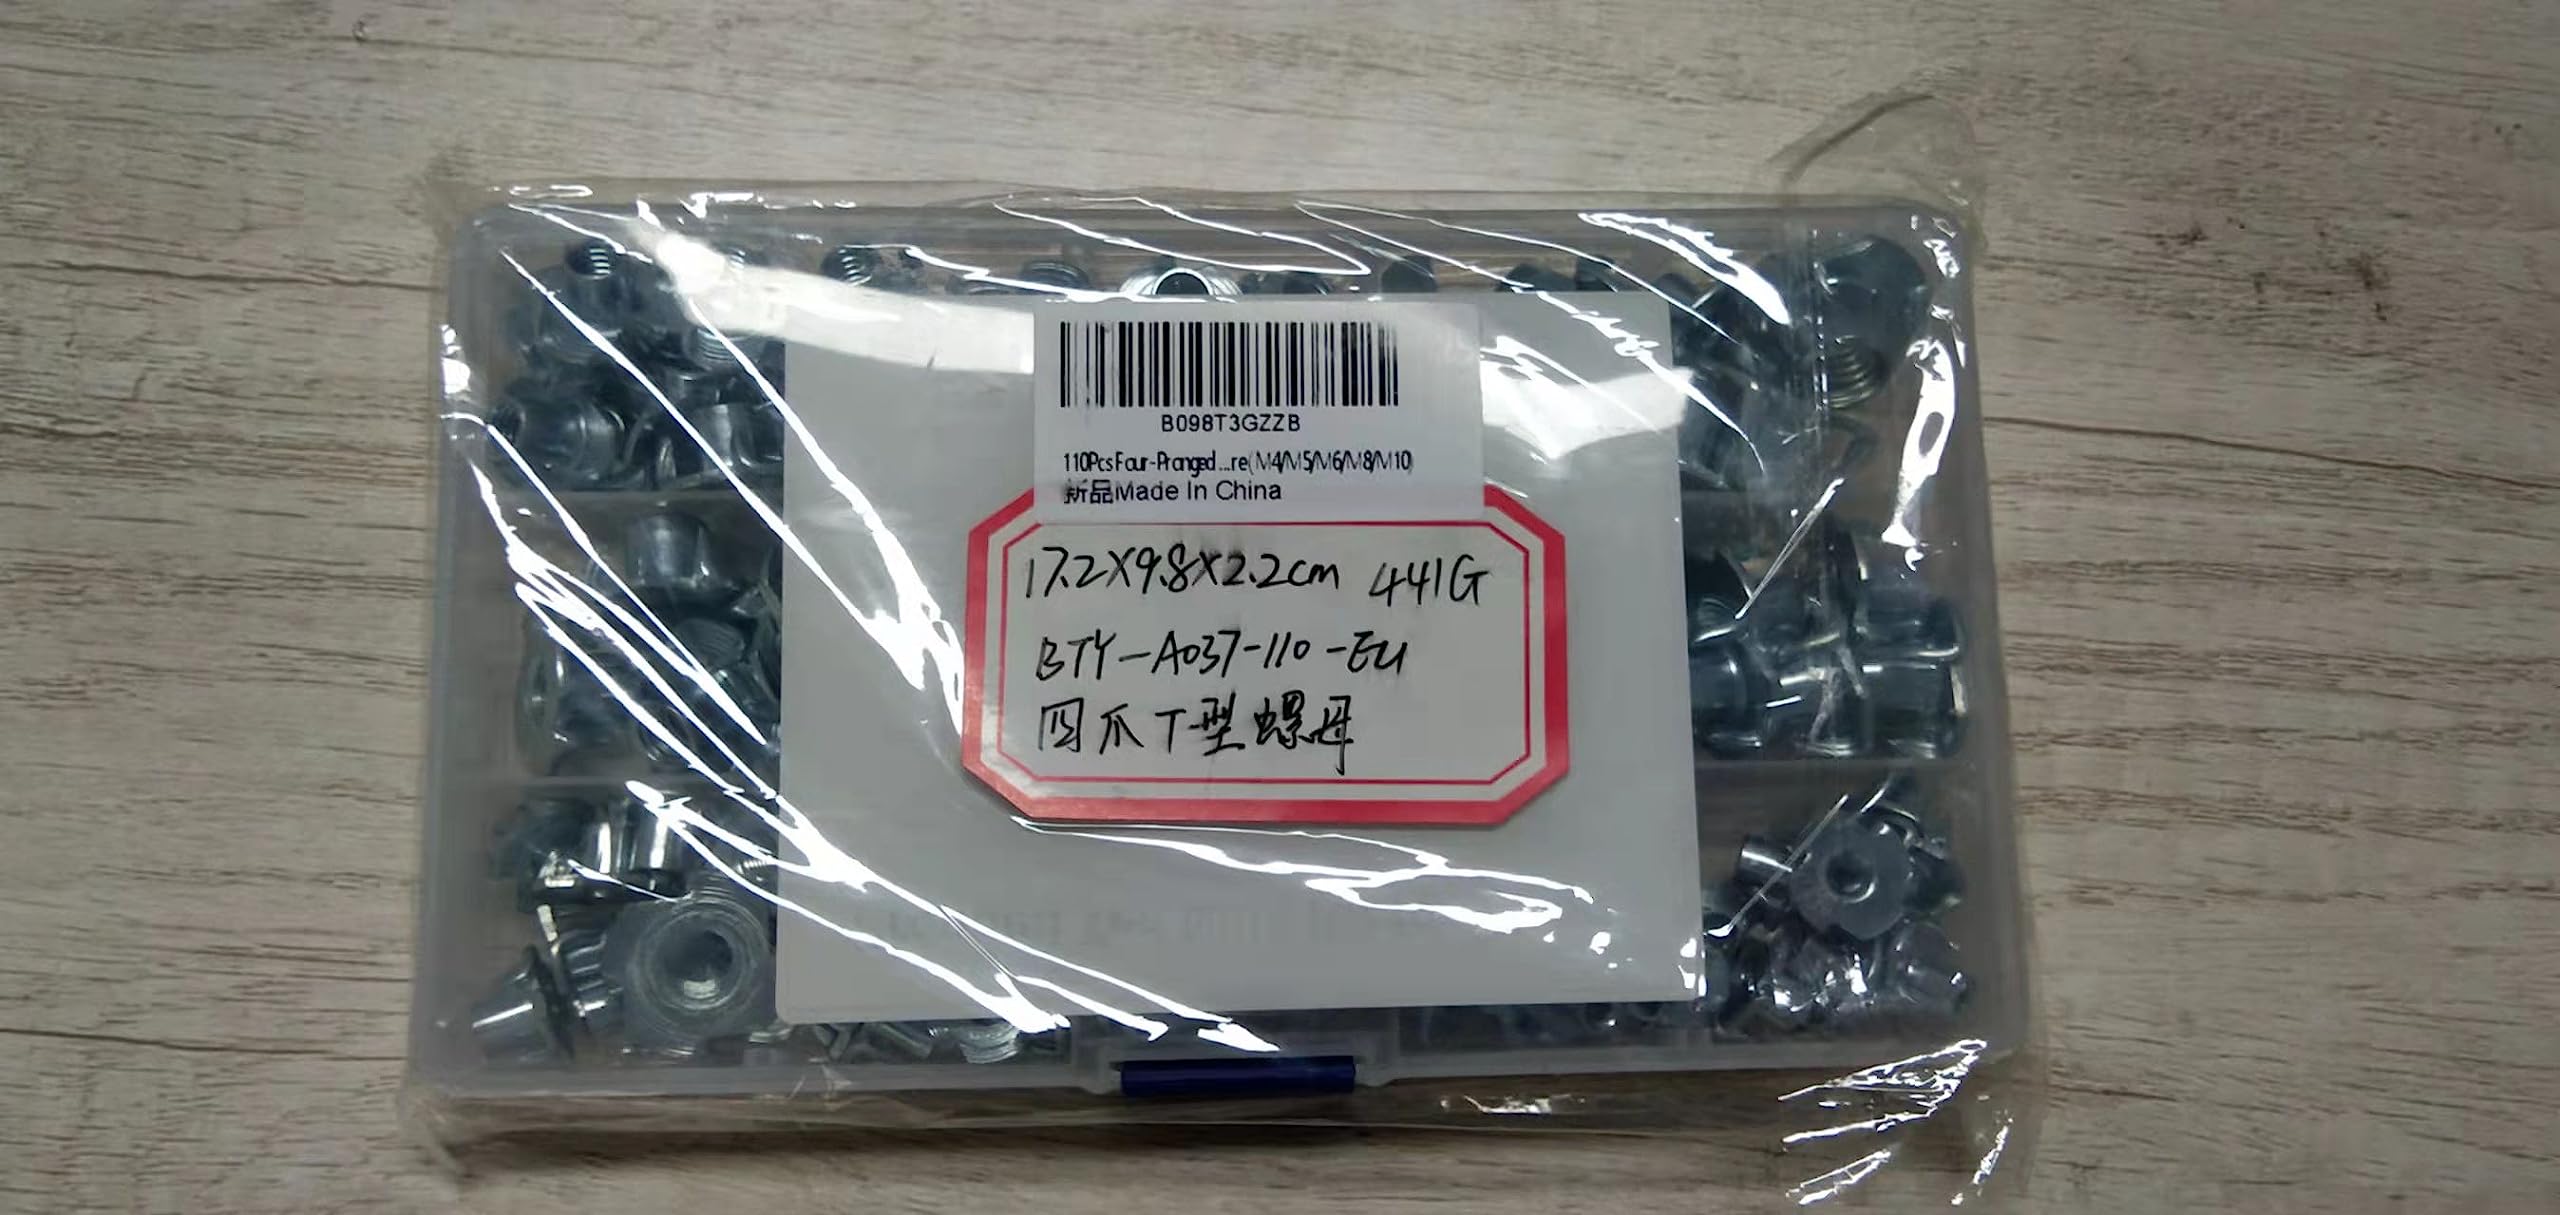 B098T3GZZB
110Pcs Four-Pronged...re(M4/M5/M6/M8/M10)
新品Made In China
17.2X9.8X2.2cm 441G
BTY-A037-110-EU
四爪T型螺母